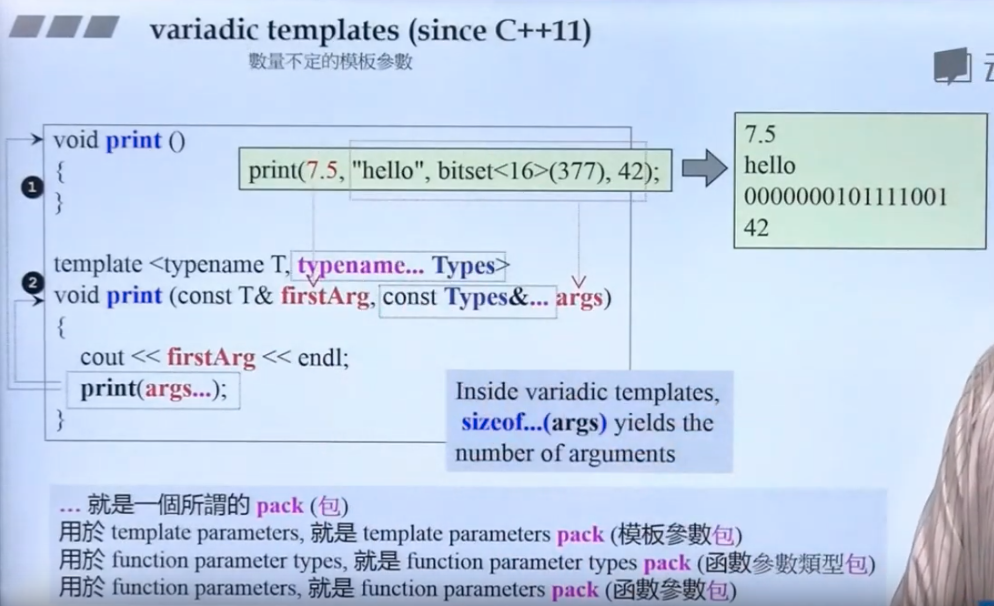 variadic templates (since C++11)
數量不定的模板參數
void print ()
{
}
❶
print(7.5, "hello", bitset<16>(377), 42);
7.5
hello
0000000101111001
42
❷
template <typename T, typename... Types>
void print (const T& firstArg, const Types&... args)
{
cout << firstArg << endl;
print(args...);
}
Inside variadic templates,
sizeof...(args) yields the
number of arguments
... 就是一個所謂的 pack (包)
用於 template parameters, 就是 template parameters pack (模板參數包)
用於 function parameter types, 就是 function parameter types pack (函數參數類型包)
用於 function parameters, 就是 function parameters pack (函數參數包)